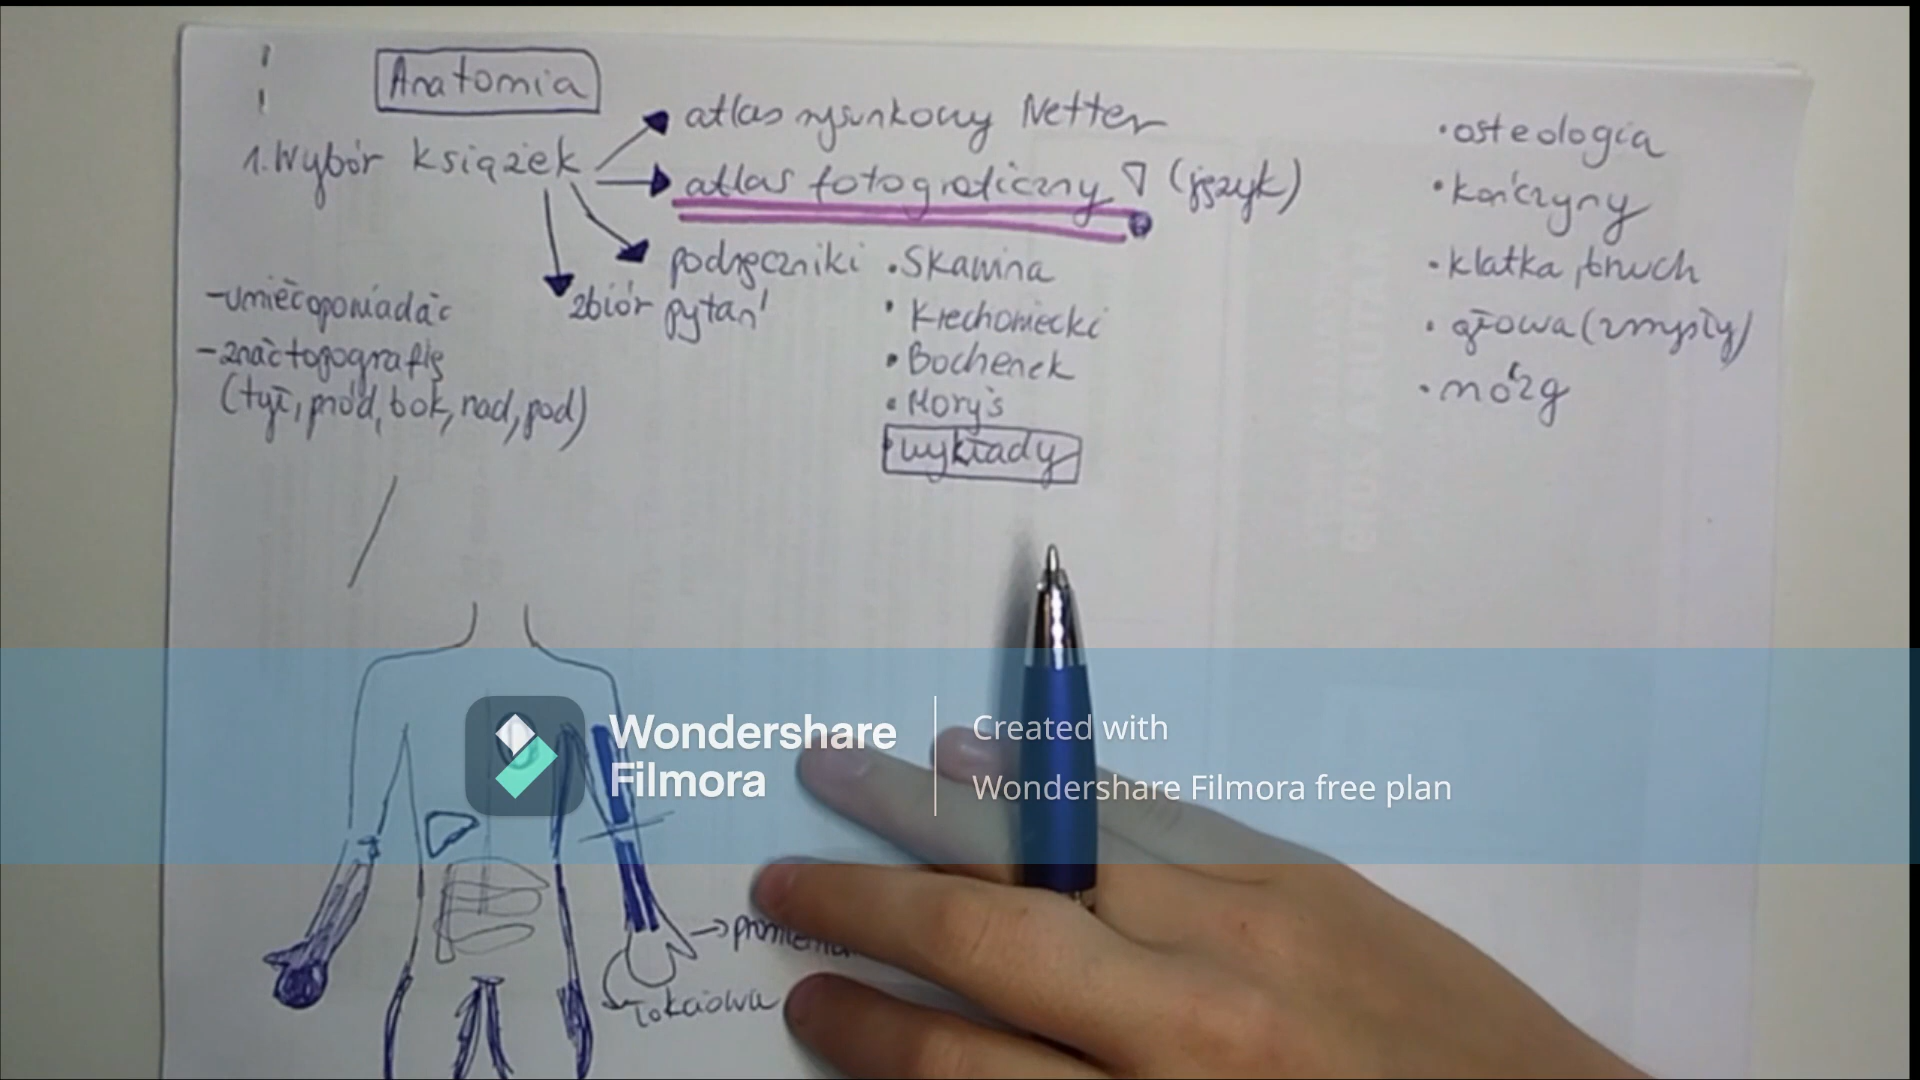 Anatomia
1. Wybór książek
atlas rysunkowy Netter
atlas fotograficzny (język)
podręczniki
zbiór pytań
• Skawina
• Krechowiecki
• Bochenek
• Moryś
• wykłady
- umieć opowiadać
- znać topografię
(tył, przód, bok, nad, pod)
• osteologia
• kończyny
• klatka, brzuch
• głowa (zmysły)
• mózg
łokciowa
Wondershare
Filmora
Created with
Wondershare Filmora free plan